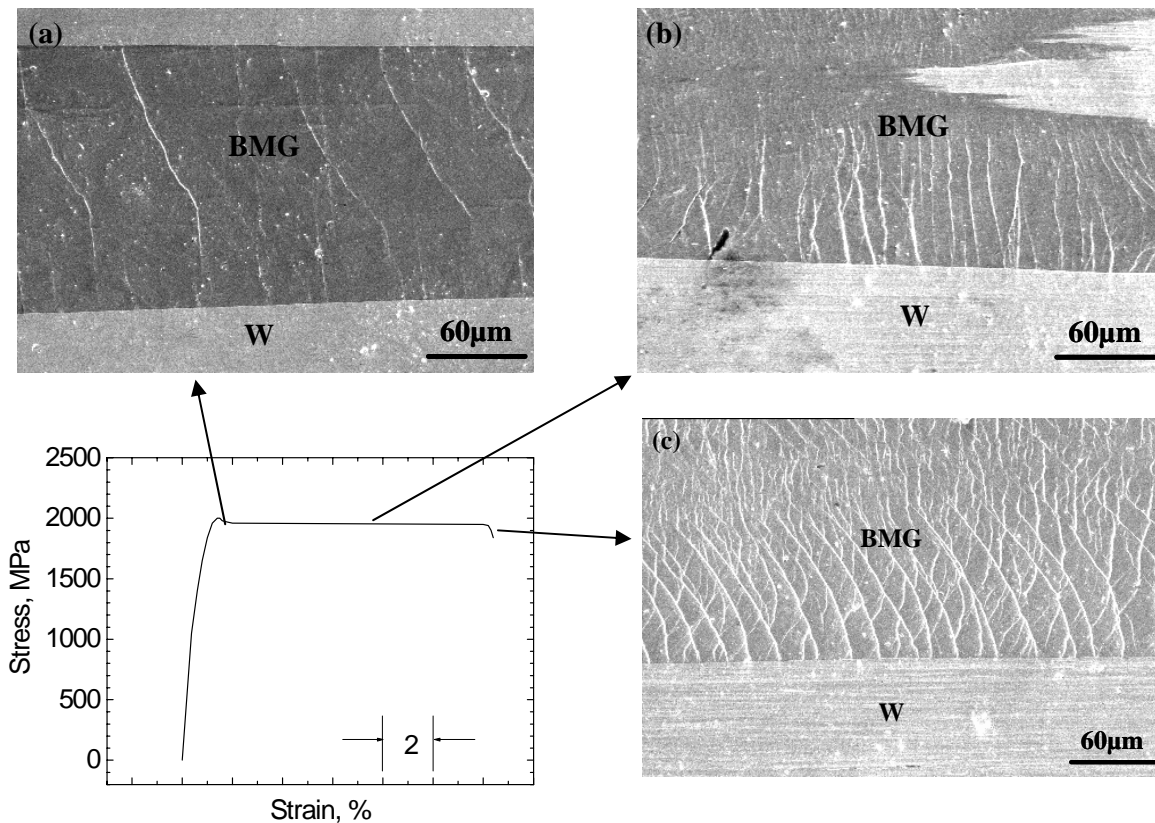 (a)
BMG
W
60μm
(b)
BMG
W
60μm
(c)
BMG
W
60μm
2500
2000
1500
1000
500
0
Stress, MPa
2
Strain, %